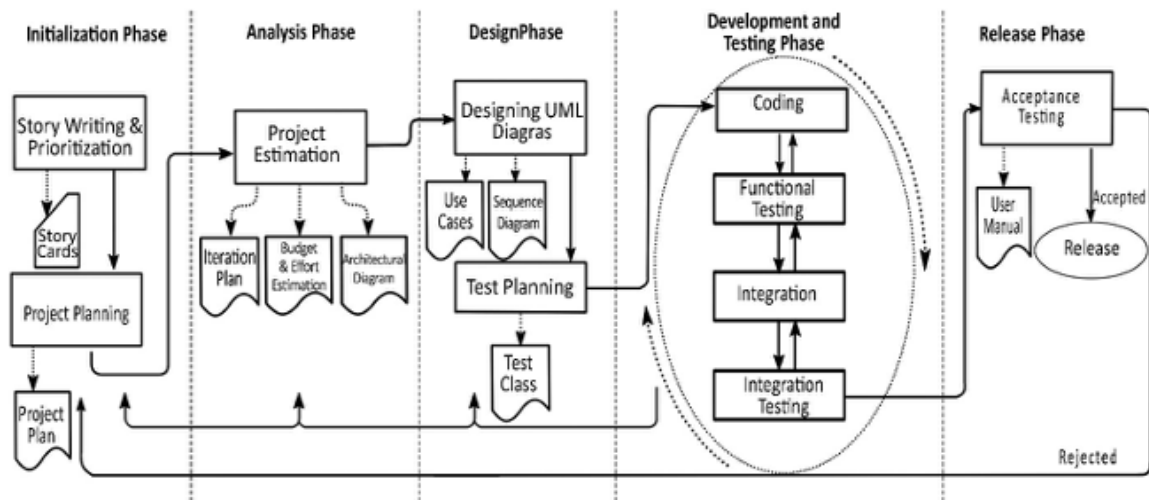 Initialization Phase
Story Writing &
Prioritization
Story
Cards
Project Planning
Project
Plan
Analysis Phase
Project
Estimation
Iteration
Plan
Budget
& Effort
Estimation
Architectural
Diagram
DesignPhase
Designing UML
Diagras
Use
Cases
Sequence
Diagram
Test Planning
Test
Class
Development and
Testing Phase
Coding
Functional
Testing
Integration
Integration
Testing
Release Phase
Acceptance
Testing
User
Manual
Accepted
Release
Rejected